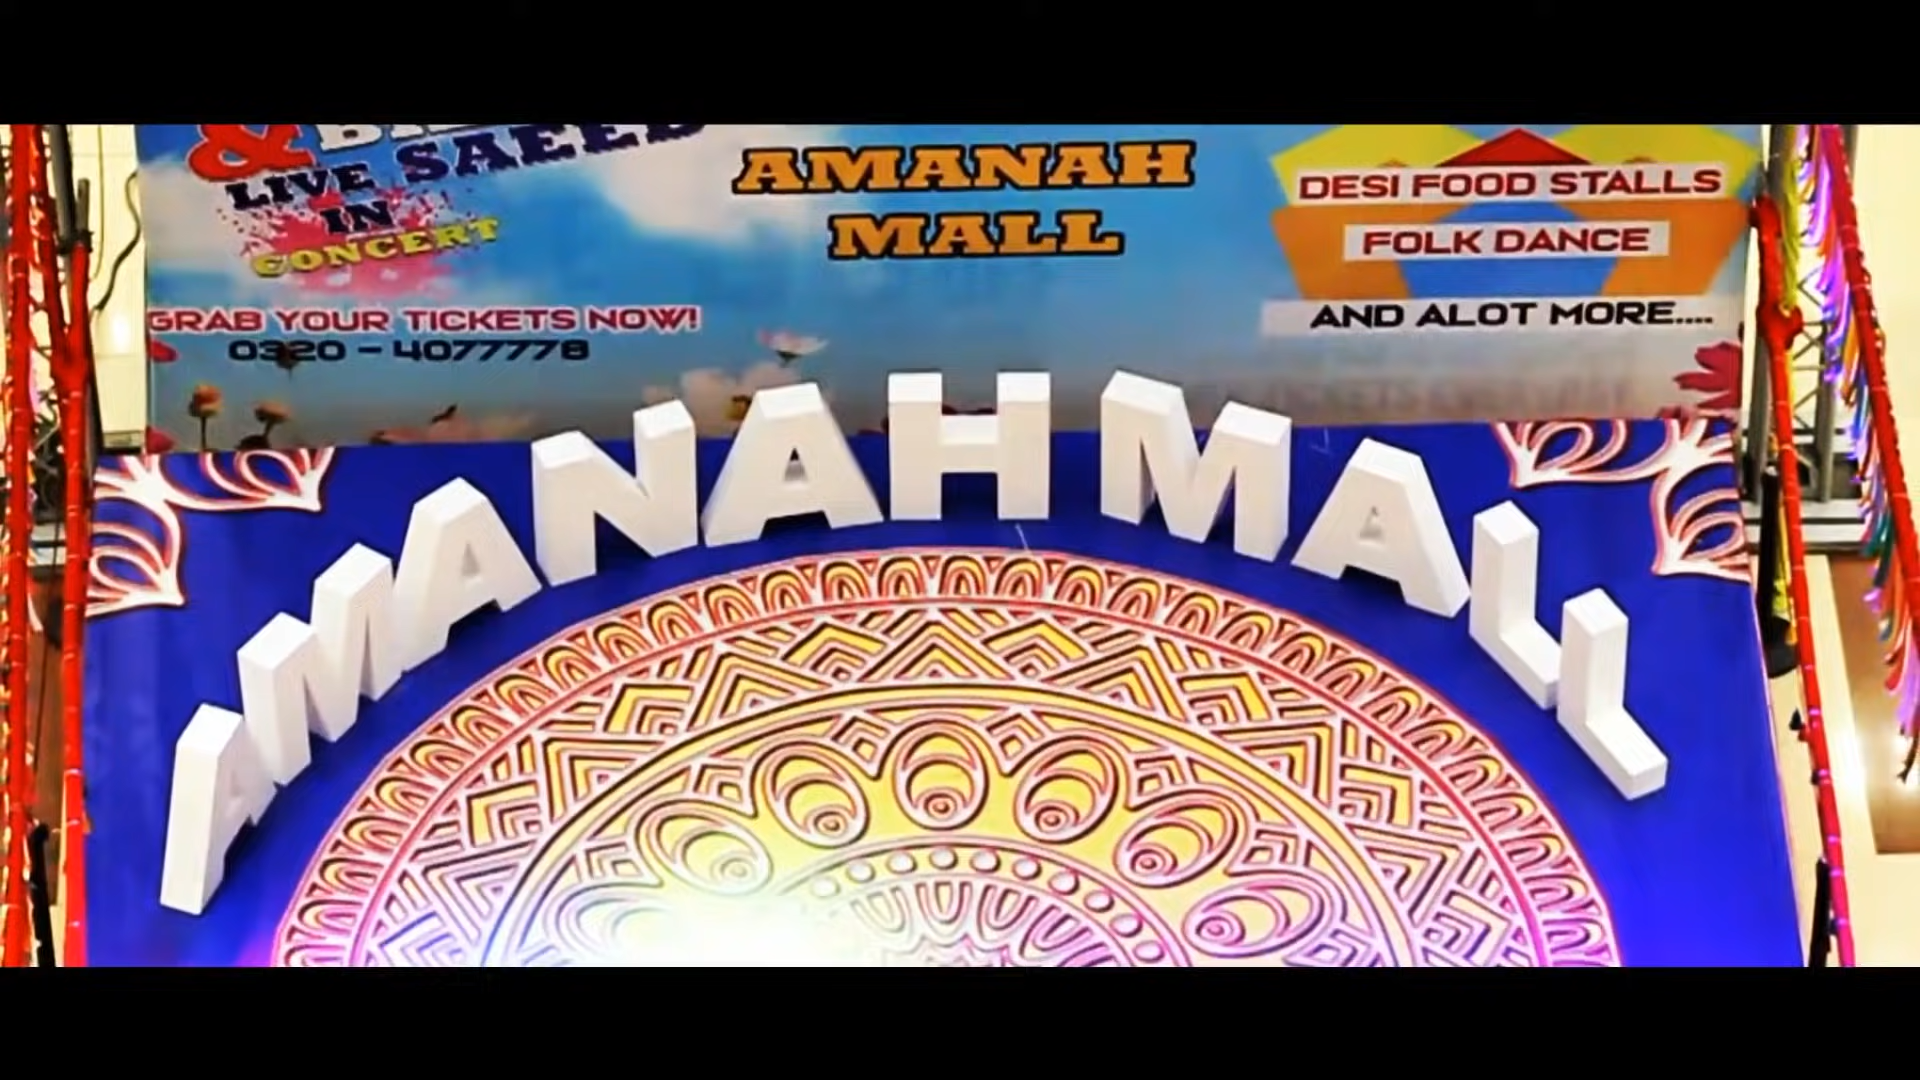 &
LIVE SAEED
IN
CONCERT
GRAB YOUR TICKETS NOW!
0320 - 4077778
AMANAH
MALL
DESI FOOD STALLS
FOLK DANCE
AND ALOT MORE....
AMANAH MALL